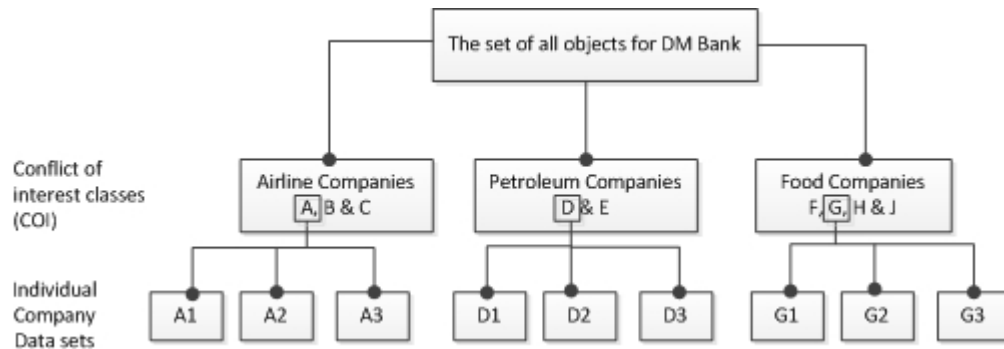 The set of all objects for DM Bank
Conflict of
interest classes
(COI)
Airline Companies
A, B & C
Petroleum Companies
D & E
Food Companies
F, G, H & J
Individual
Company
Data sets
A1
A2
A3
D1
D2
D3
G1
G2
G3